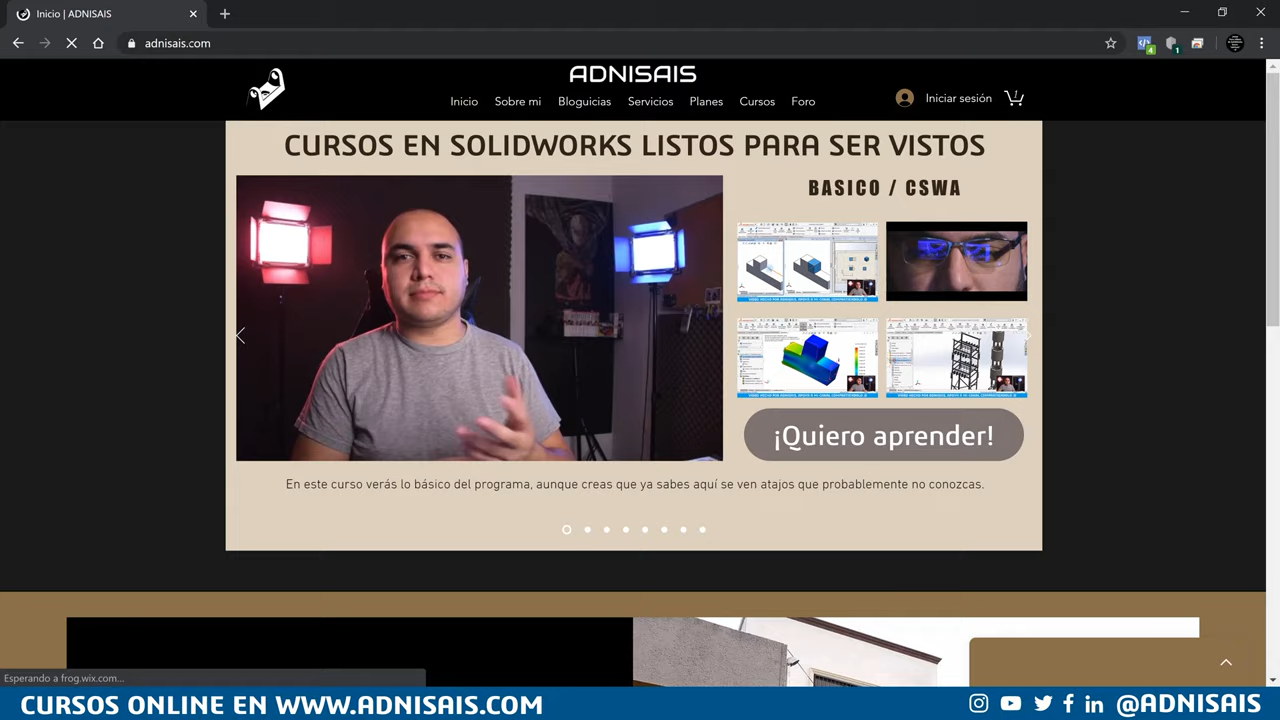 Inicio | ADNISAIS
adnisais.com
4
1
ADNISAIS
Inicio Sobre mi Bloguicias Servicios Planes Cursos Foro
Iniciar sesión
1
CURSOS EN SOLIDWORKS LISTOS PARA SER VISTOS
BASICO / CSWA
¡Quiero aprender!
En este curso verás lo básico del programa, aunque creas que ya sabes aquí se ven atajos que probablemente no conozcas.
Esperando a frog.wix.com...
CURSOS ONLINE EN WWW.ADNISAIS.COM
@ADNISAIS